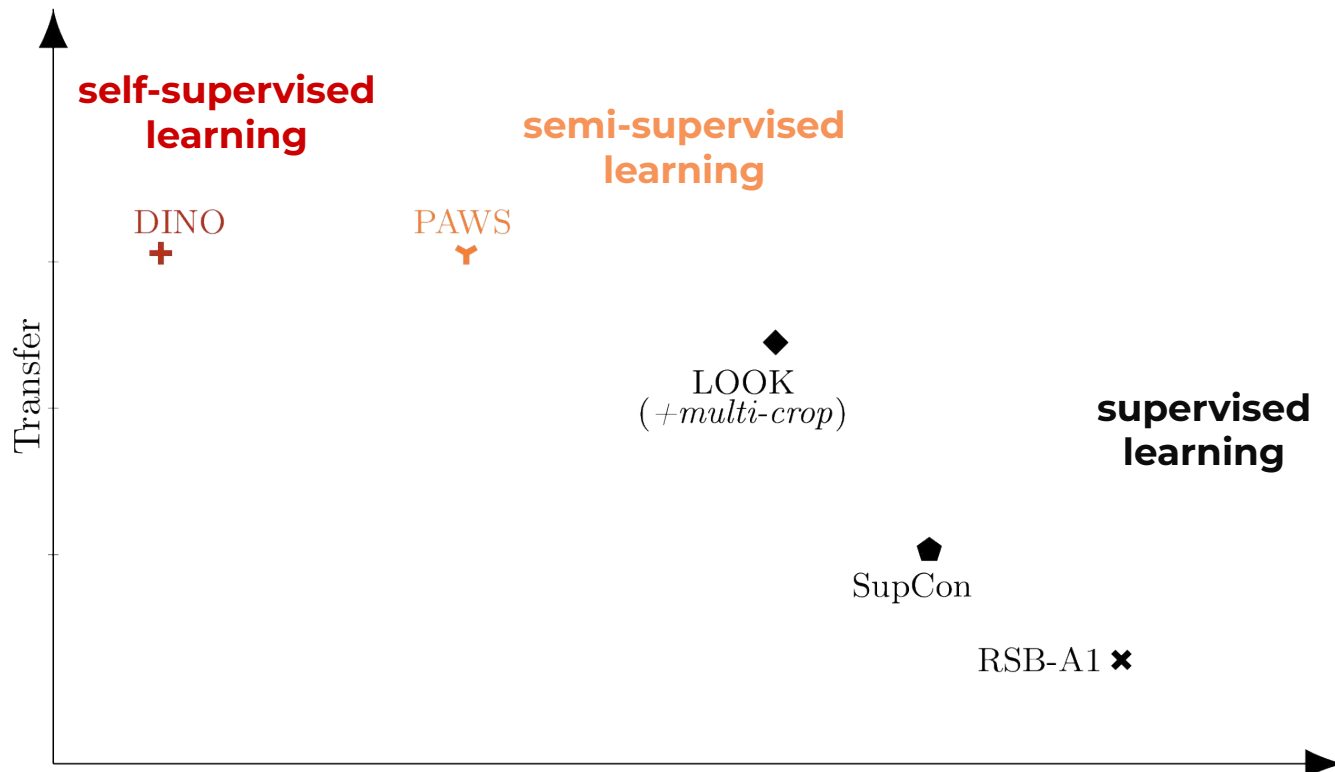 self-supervised
learning
semi-supervised
learning
DINO
PAWS
Transfer
LOOK
(+multi-crop)
supervised
learning
SupCon
RSB-A1